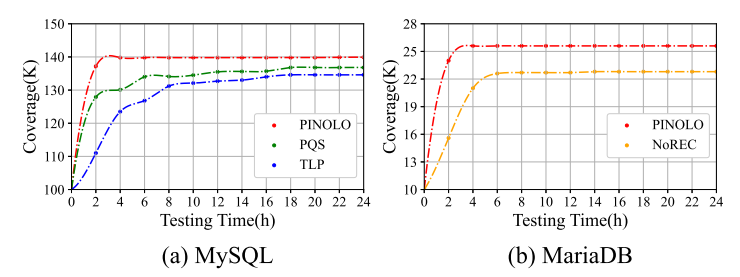 150
140
130
120
110
100
Coverage(K)
PINOLO
PQS
TLP
0 2 4 6 8 10 12 14 16 18 20 22 24
Testing Time(h)
(a) MySQL
28
25
22
19
16
13
10
Coverage(K)
PINOLO
NoREC
0 2 4 6 8 10 12 14 16 18 20 22 24
Testing Time(h)
(b) MariaDB